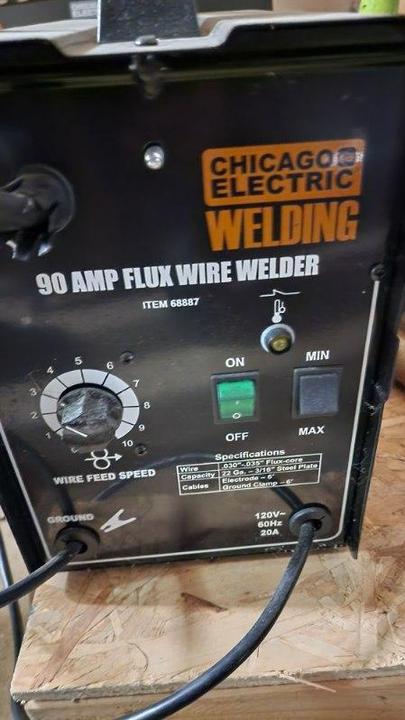 CHICAGO
ELECTRIC
WELDING
90 AMP FLUX WIRE WELDER
ITEM 68887
ON
MIN
OFF
MAX
1
2
3
4
5
6
7
8
9
10
WIRE FEED SPEED
Specifications
Wire .030"-.035" Flux-core
Capacity 22 Ga. – 3/16" Steel Plate
Cables Electrode – 6'
Ground Clamp – 6'
GROUND
120V~
60Hz
20A